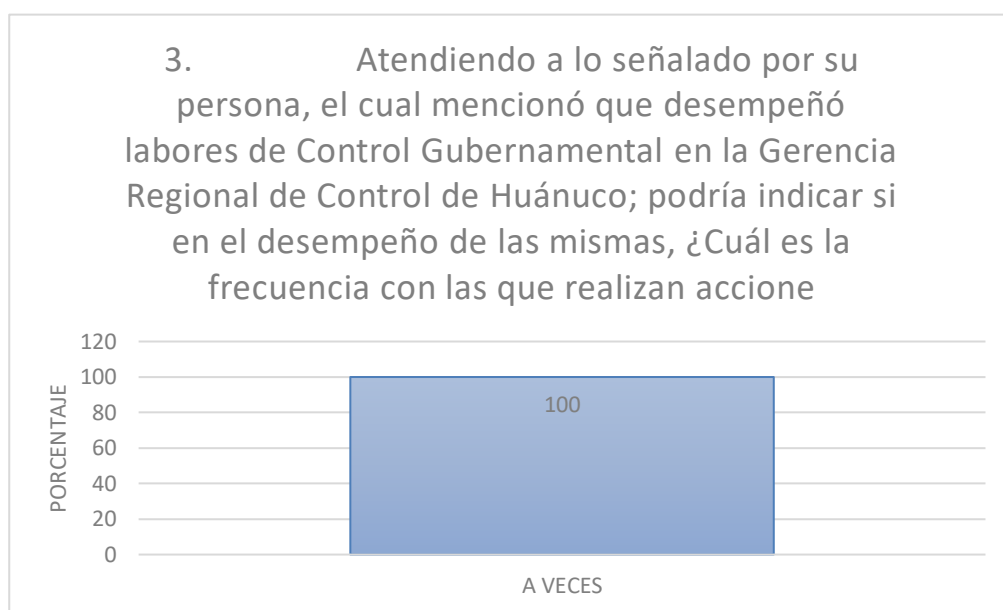 3. Atendiendo a lo señalado por su
persona, el cual mencionó que desempeñó
labores de Control Gubernamental en la Gerencia
Regional de Control de Huánuco; podría indicar si
en el desempeño de las mismas, ¿Cuál es la
frecuencia con las que realizan accione
120
100
80
60
40
20
0
PORCENTAJE
100
A VECES